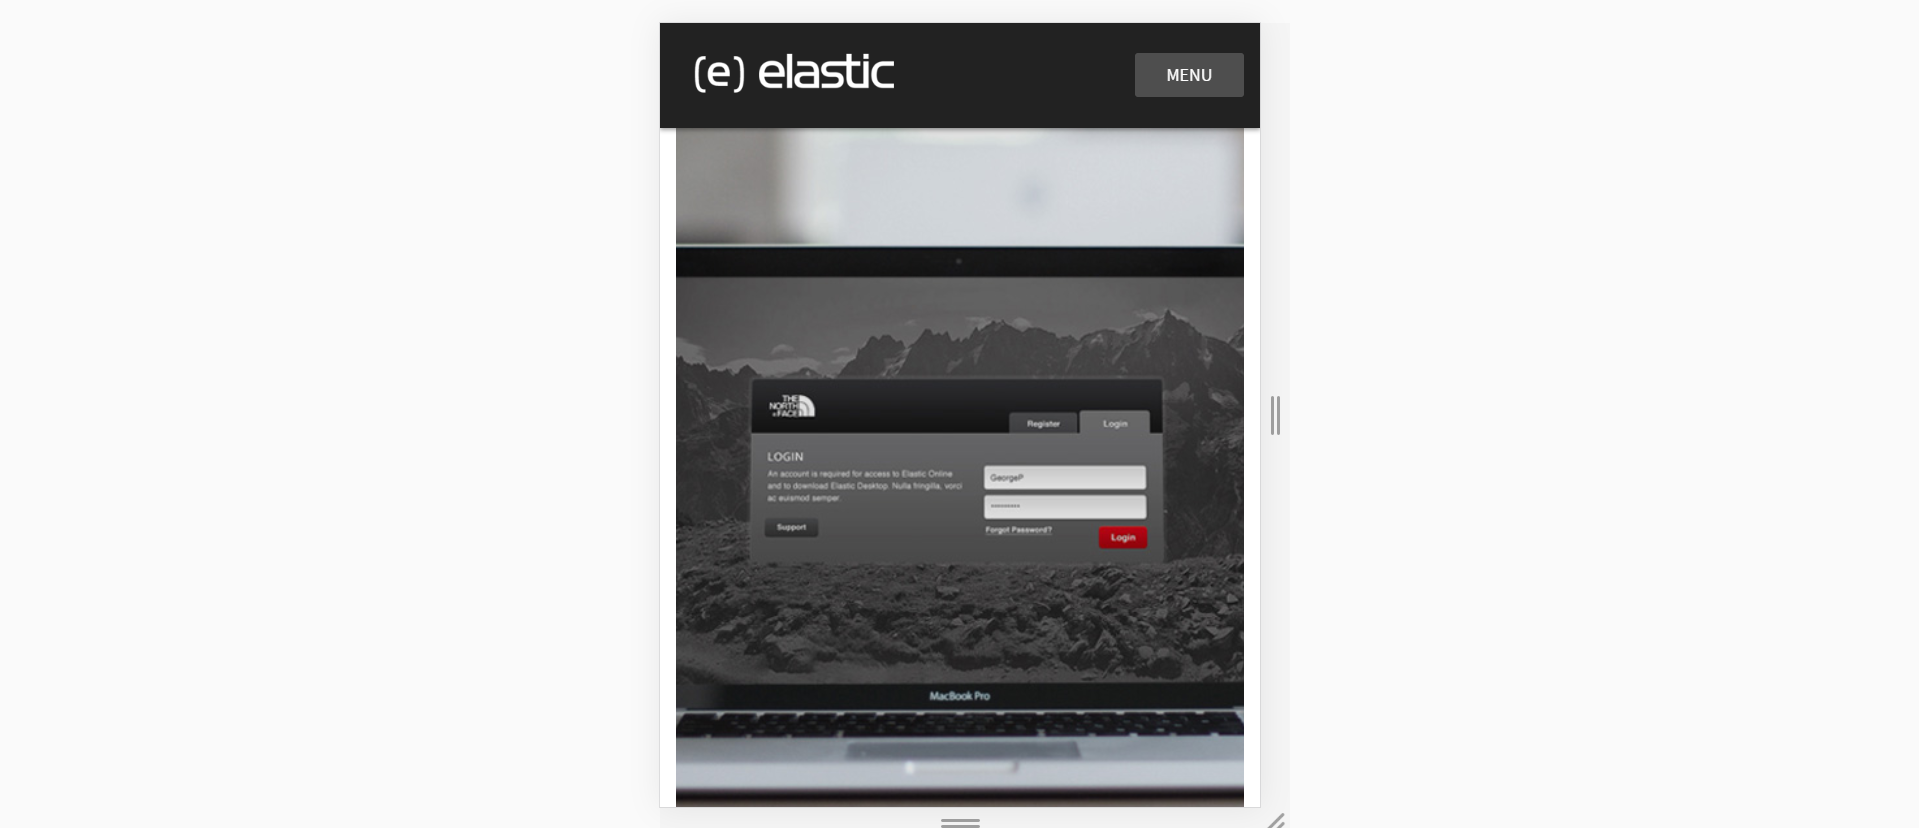 (e) elastic
MENU
THE
NORTH
FACE
Register
Login
LOGIN
An account is required for access to Elastic Online
and to download Elastic Desktop. Nulla fringilla, vorci
ac euismod semper.
Support
GeorgeP
Forgot Password?
Login
MacBook Pro